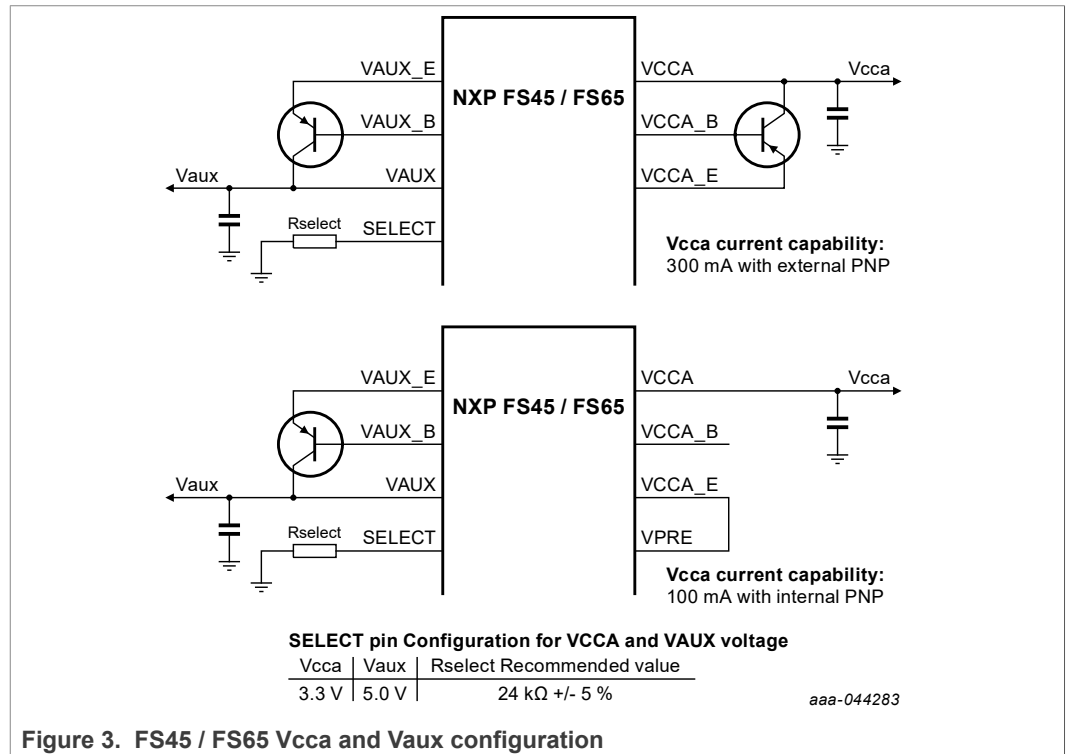 VAUX_E
VCCA
Vcca
NXP FS45 / FS65
VAUX_B
VCCA_B
Vaux
VAUX
VCCA_E
Rselect
SELECT
Vcca current capability:
300 mA with external PNP
VAUX_E
VCCA
Vcca
NXP FS45 / FS65
VAUX_B
VCCA_B
Vaux
VAUX
VCCA_E
Rselect
SELECT
VPRE
Vcca current capability:
100 mA with internal PNP
SELECT pin Configuration for VCCA and VAUX voltage
Vcca Vaux Rselect Recommended value
3.3 V 5.0 V 24 kΩ +/- 5 %
aaa-044283
Figure 3. FS45 / FS65 Vcca and Vaux configuration